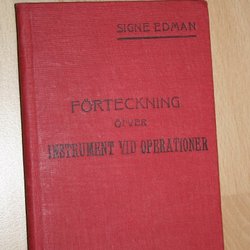 SIGNE EDMAN
FÖRTECKNING
ÖFVER
INSTRUMENT VID OPERATIONER